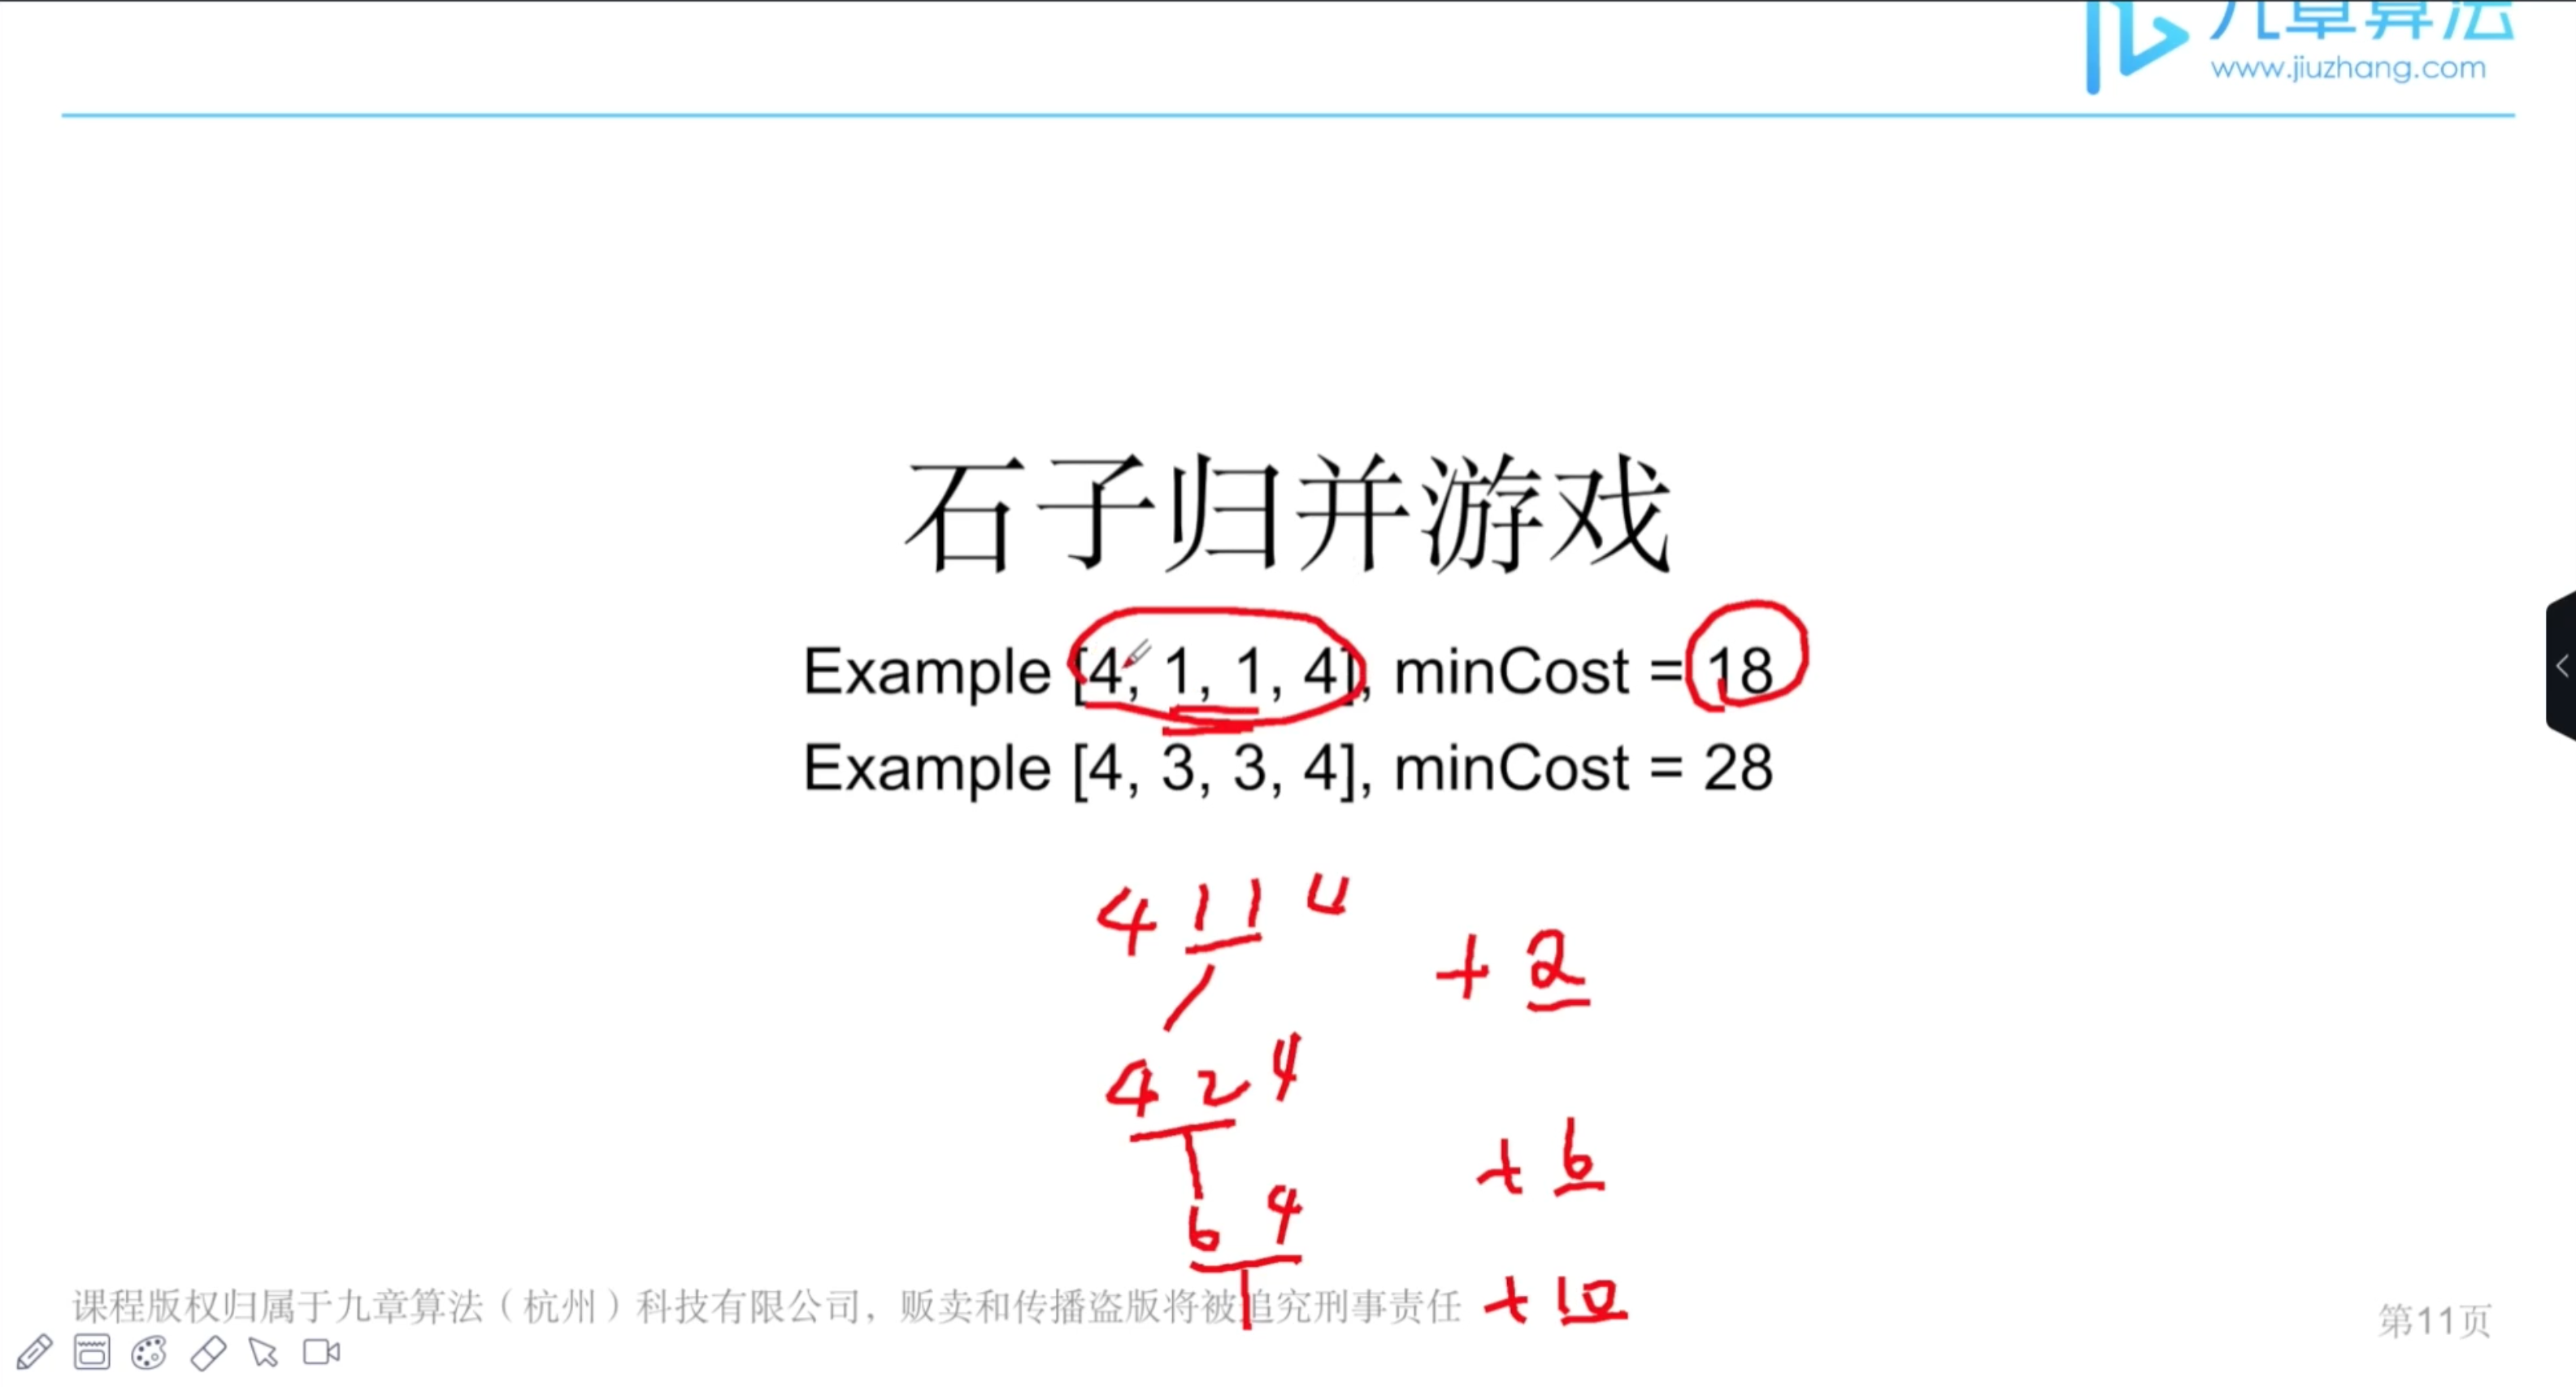 九章算法
www.jiuzhang.com
石子归并游戏
Example [4, 1, 1, 4], minCost = 18
Example [4, 3, 3, 4], minCost = 28
4 1 1 4
+ 2
4 2 4
+ 6
6 4
+ 10
课程版权归属于九章算法（杭州）科技有限公司，贩卖和传播盗版将被追究刑事责任
第11页